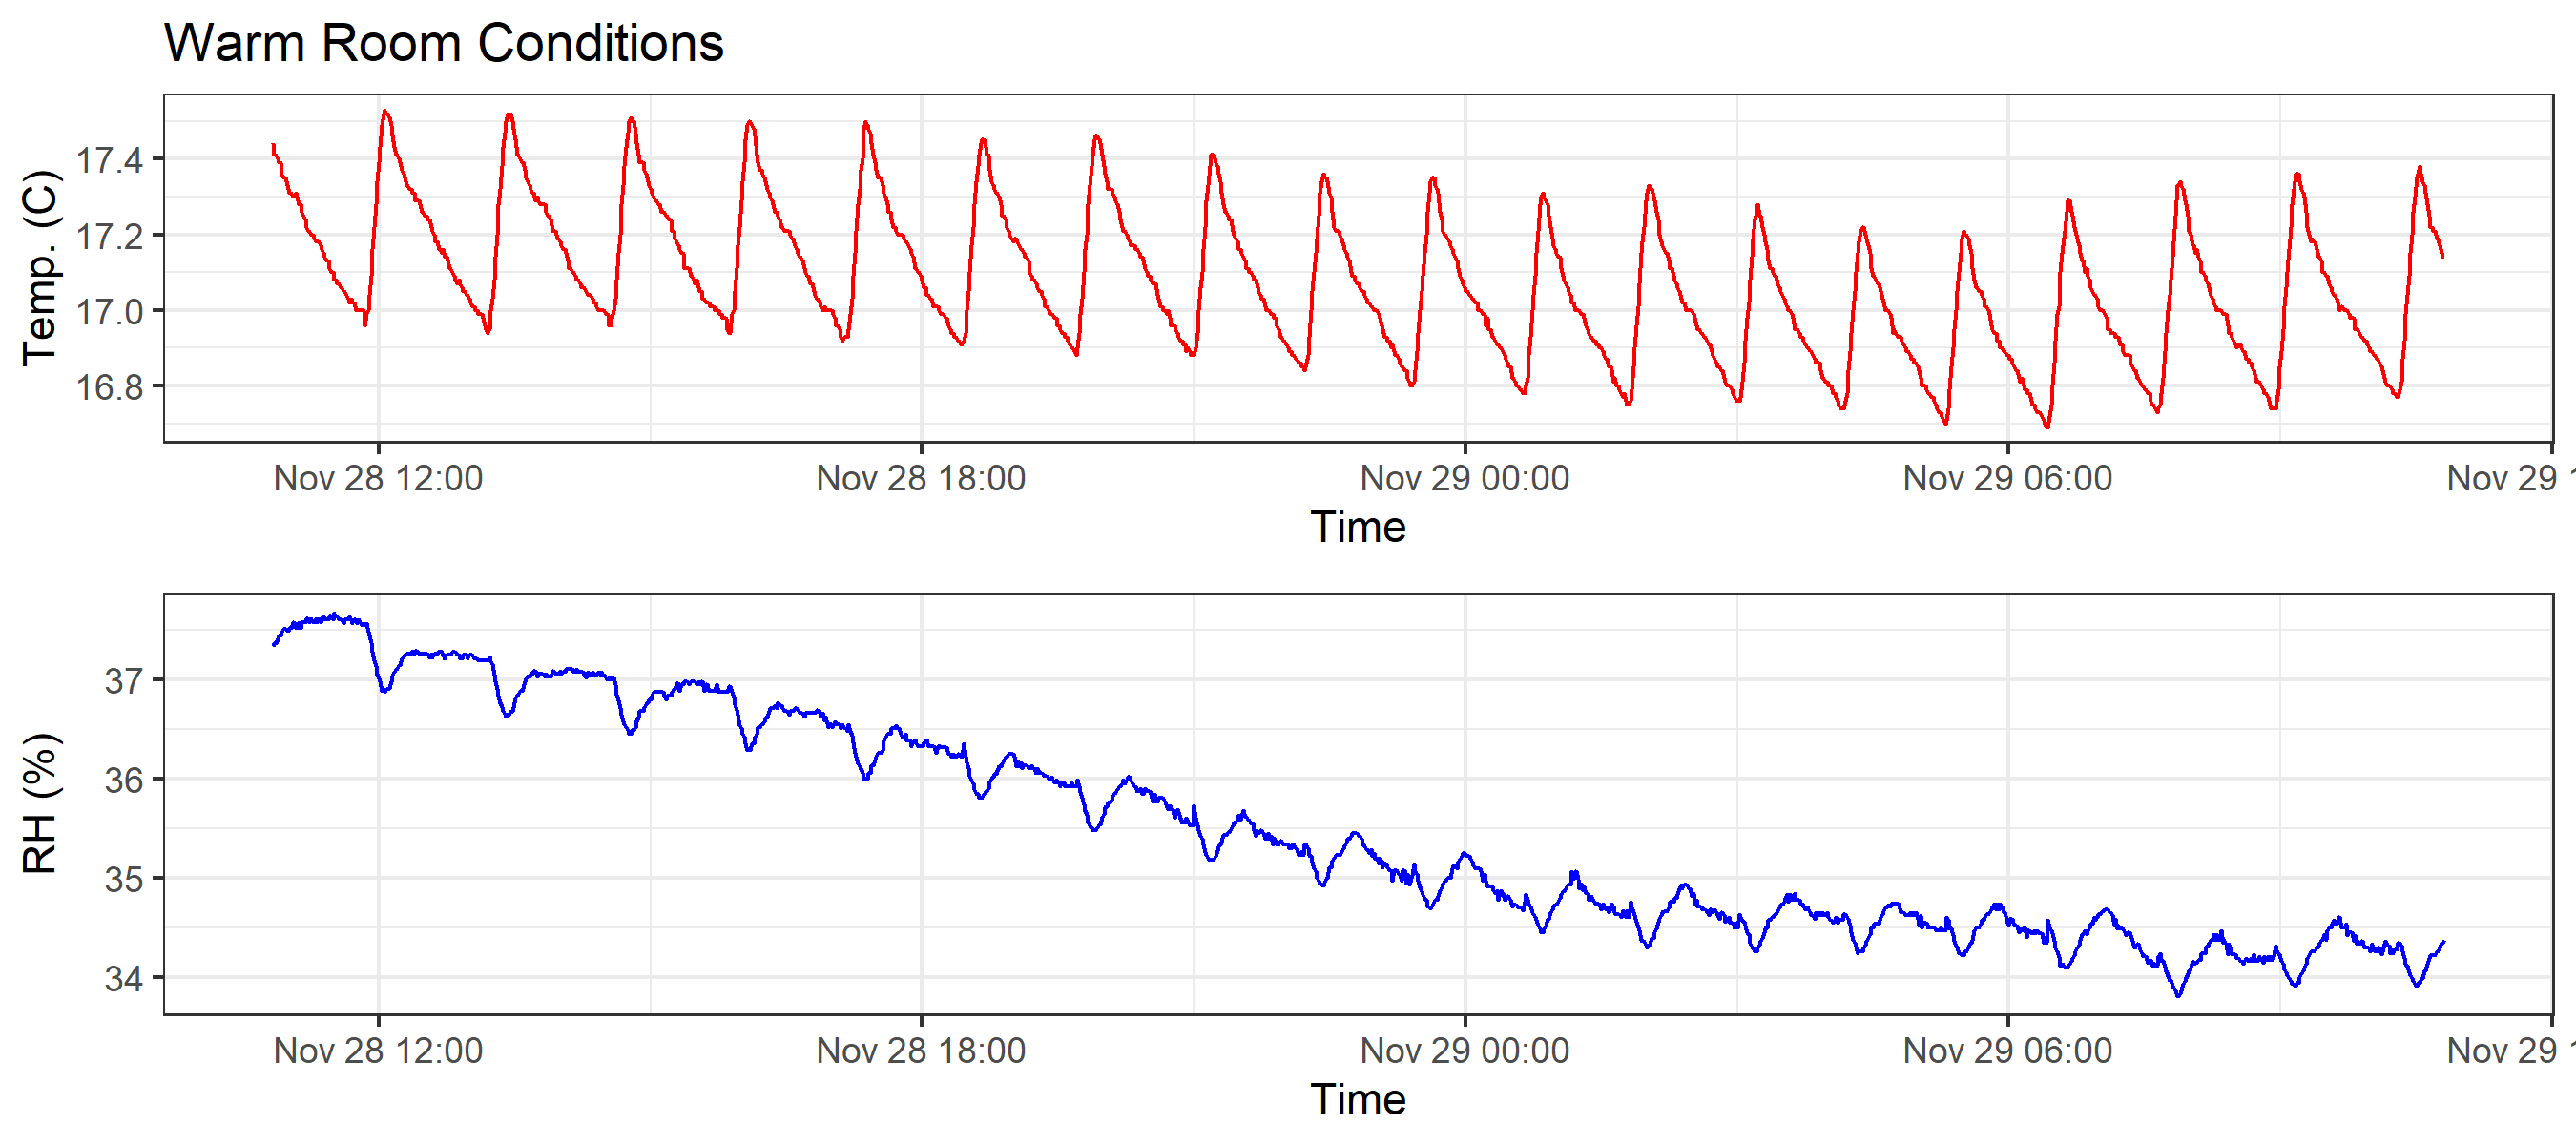 Warm Room Conditions
Temp. (C)
17.4
17.2
17.0
16.8
Nov 28 12:00 Nov 28 18:00 Nov 29 00:00 Nov 29 06:00 Nov 29 1
Time
RH (%)
37
36
35
34
Nov 28 12:00 Nov 28 18:00 Nov 29 00:00 Nov 29 06:00 Nov 29 1
Time